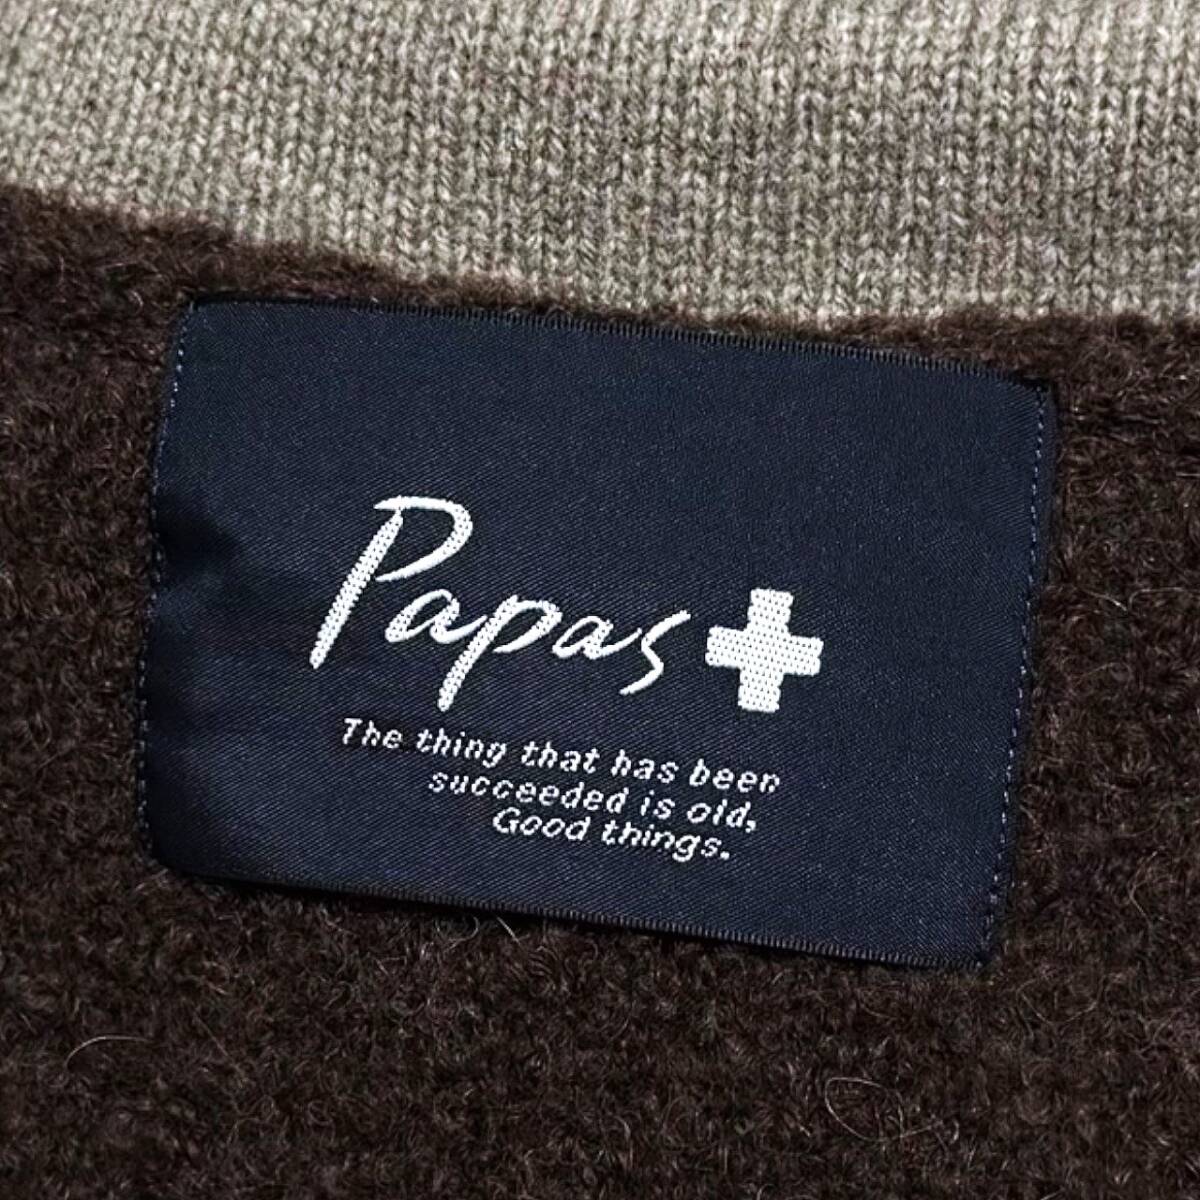 Papas+
The thing that has been
succeeded is old,
Good things.